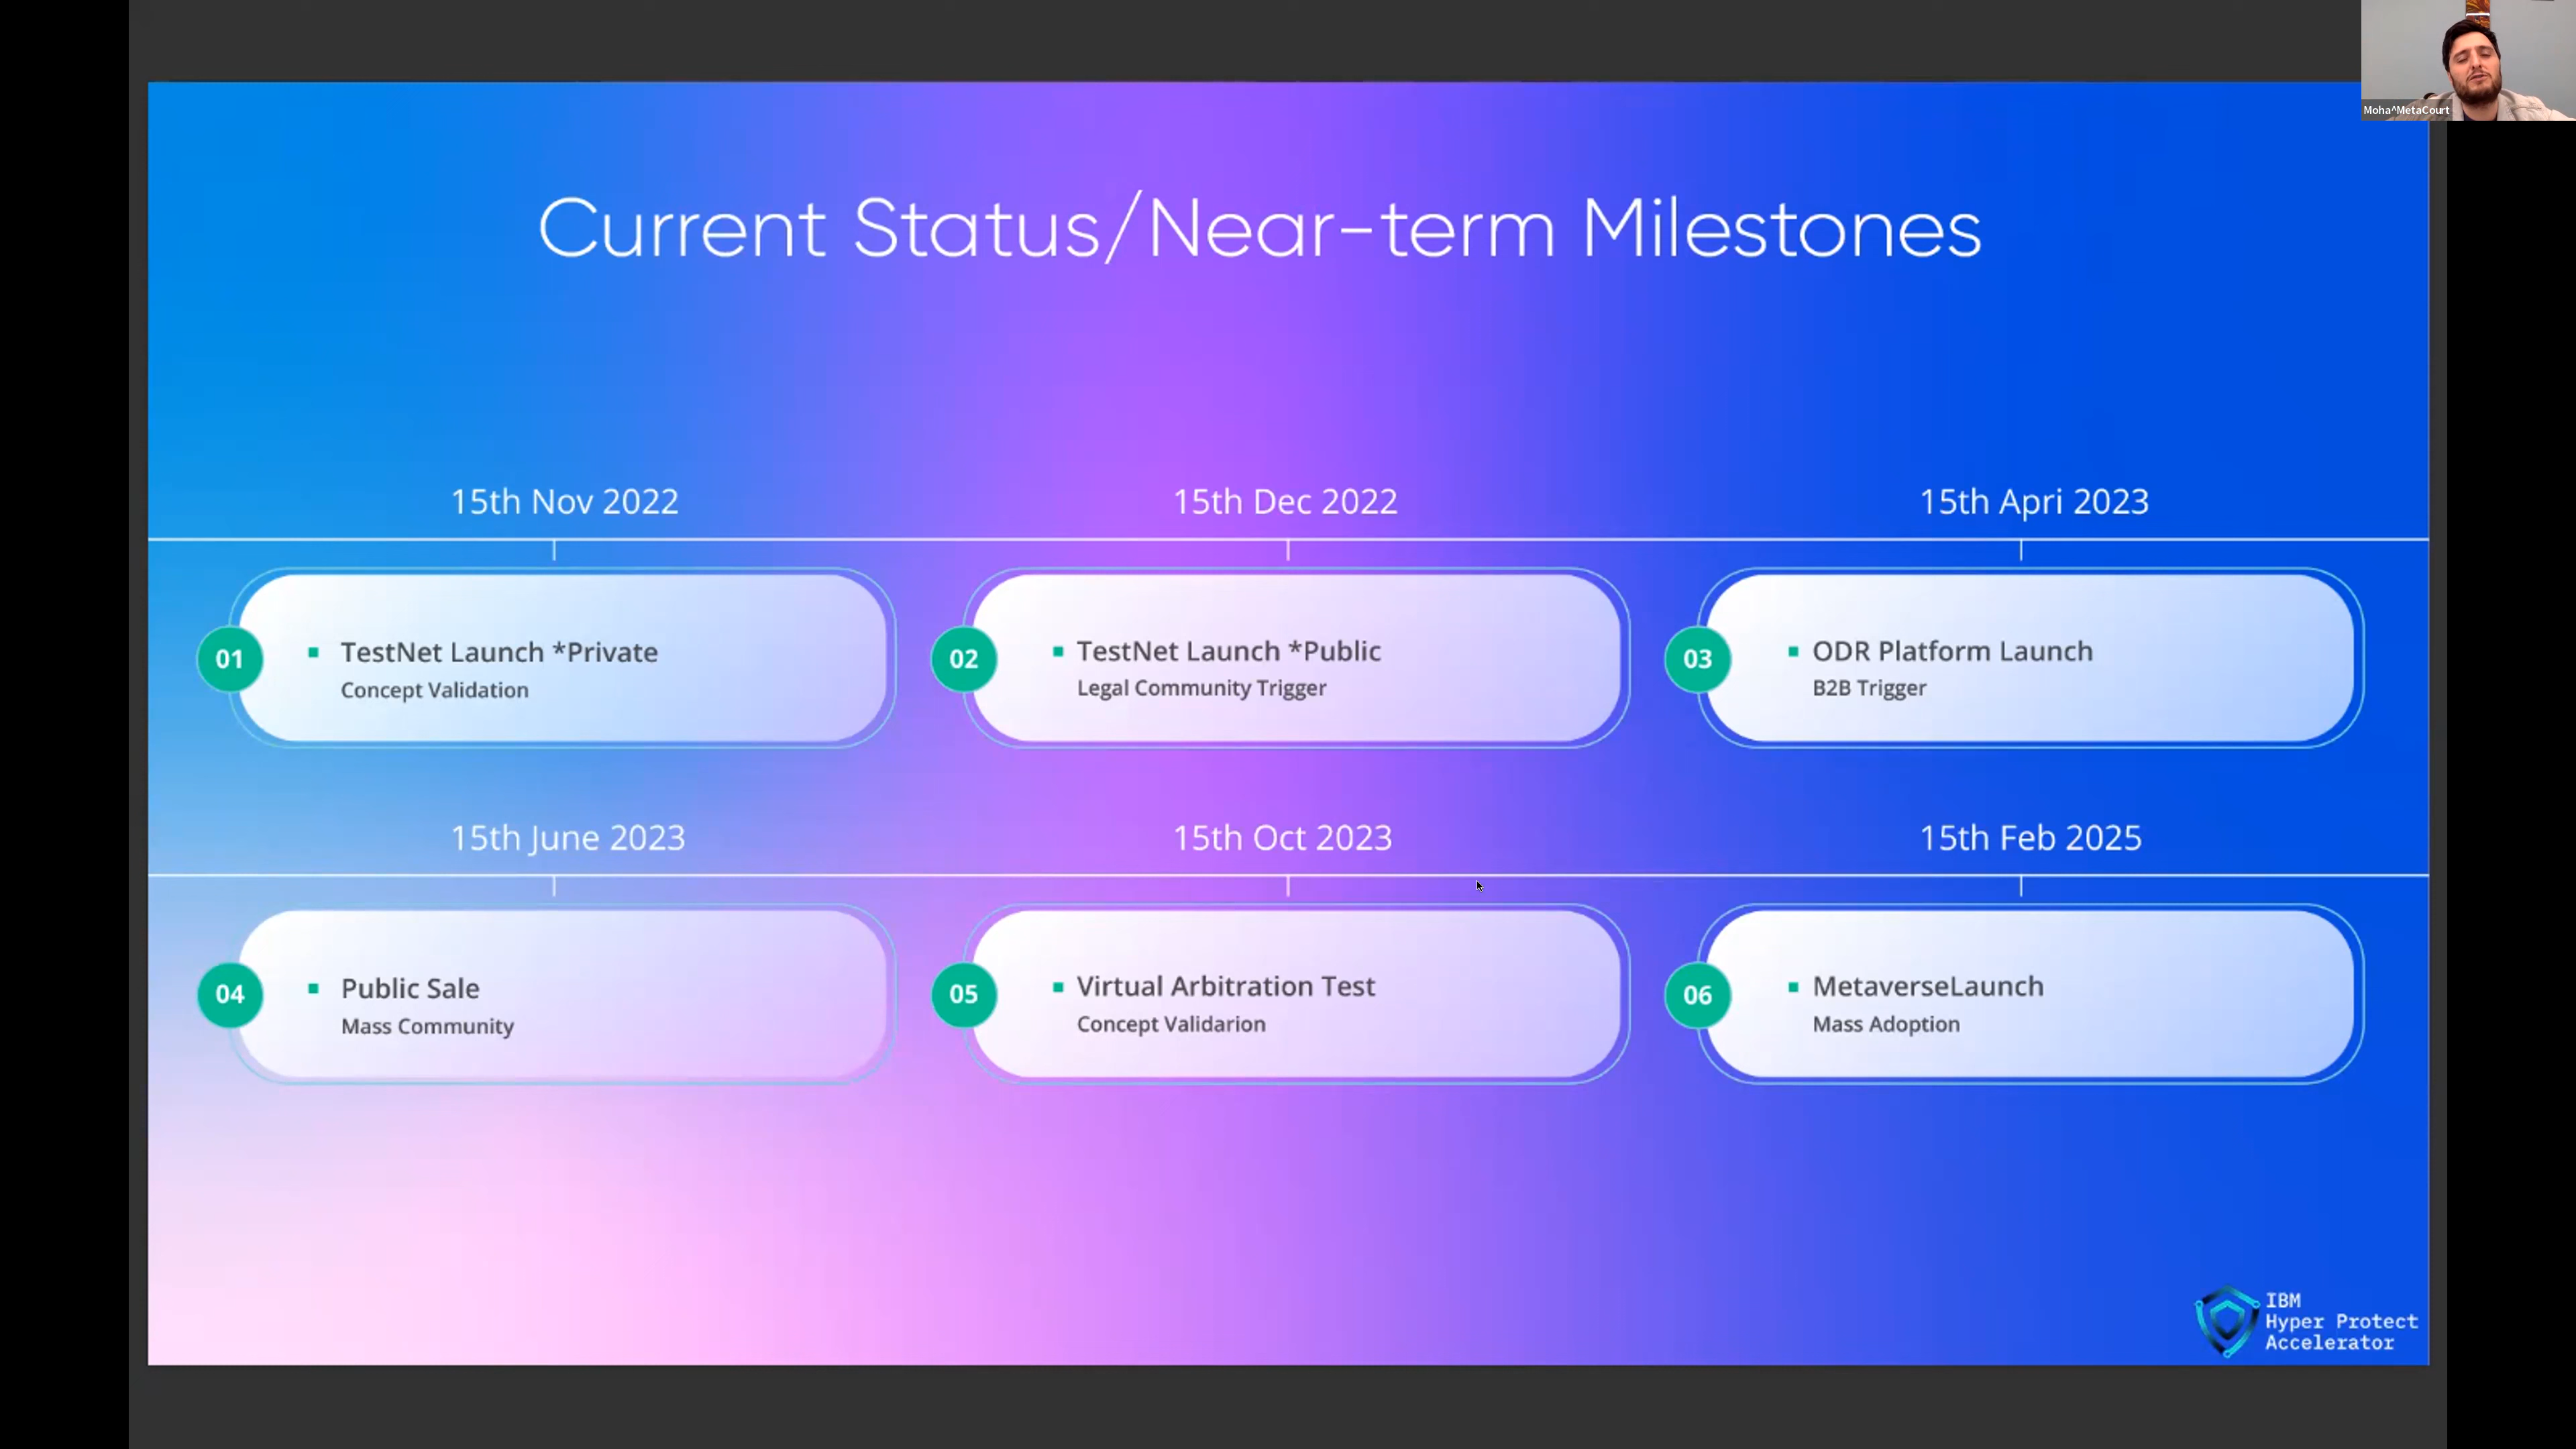 Moha^MetaCourt
Current Status/Near-term Milestones
15th Nov 2022
15th Dec 2022
15th Apri 2023
01
TestNet Launch *Private
Concept Validation
02
TestNet Launch *Public
Legal Community Trigger
03
ODR Platform Launch
B2B Trigger
15th June 2023
15th Oct 2023
15th Feb 2025
04
Public Sale
Mass Community
05
Virtual Arbitration Test
Concept Validarion
06
MetaverseLaunch
Mass Adoption
IBM
Hyper Protect
Accelerator